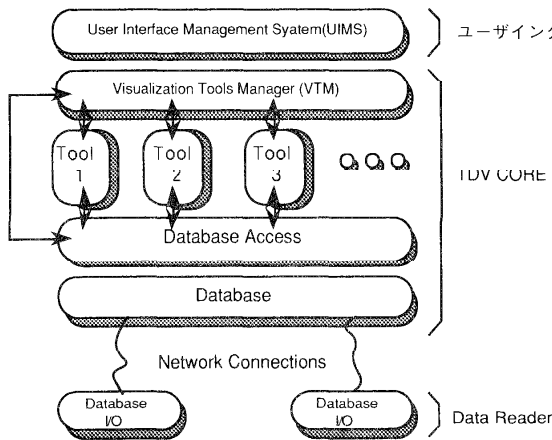 User Interface Management System(UIMS)
ユーザインタ
Visualization Tools Manager (VTM)
Tool
1
Tool
2
Tool
3
TDV CORE
Database Access
Database
Network Connections
Database
I/O
Database
I/O
Data Reader